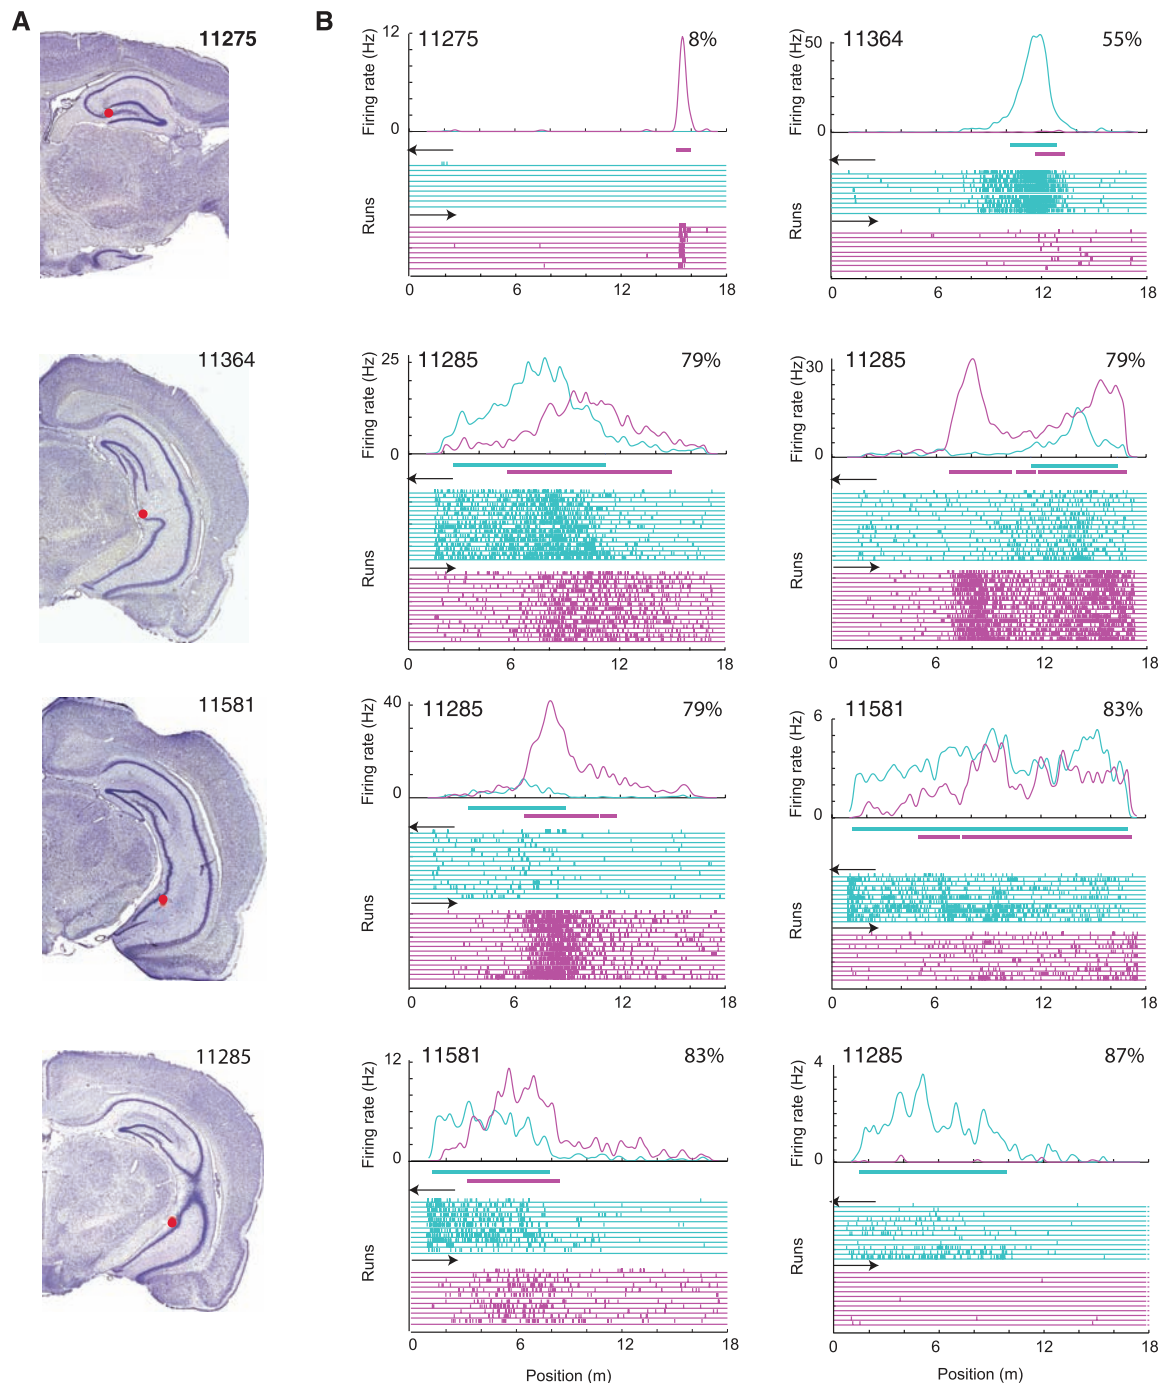 A
11275
11364
11581
11285
B
11275 8%
Firing rate (Hz)
12
0
Runs
0 6 12 18
11364 55%
Firing rate (Hz)
50
0
Runs
0 6 12 18
11285 79%
Firing rate (Hz)
25
0
Runs
0 6 12 18
11285 79%
Firing rate (Hz)
30
0
Runs
0 6 12 18
11285 79%
Firing rate (Hz)
40
0
Runs
0 6 12 18
11581 83%
Firing rate (Hz)
6
0
Runs
0 6 12 18
11581 83%
Firing rate (Hz)
12
0
Runs
0 6 12 18
Position (m)
11285 87%
Firing rate (Hz)
4
0
Runs
0 6 12 18
Position (m)